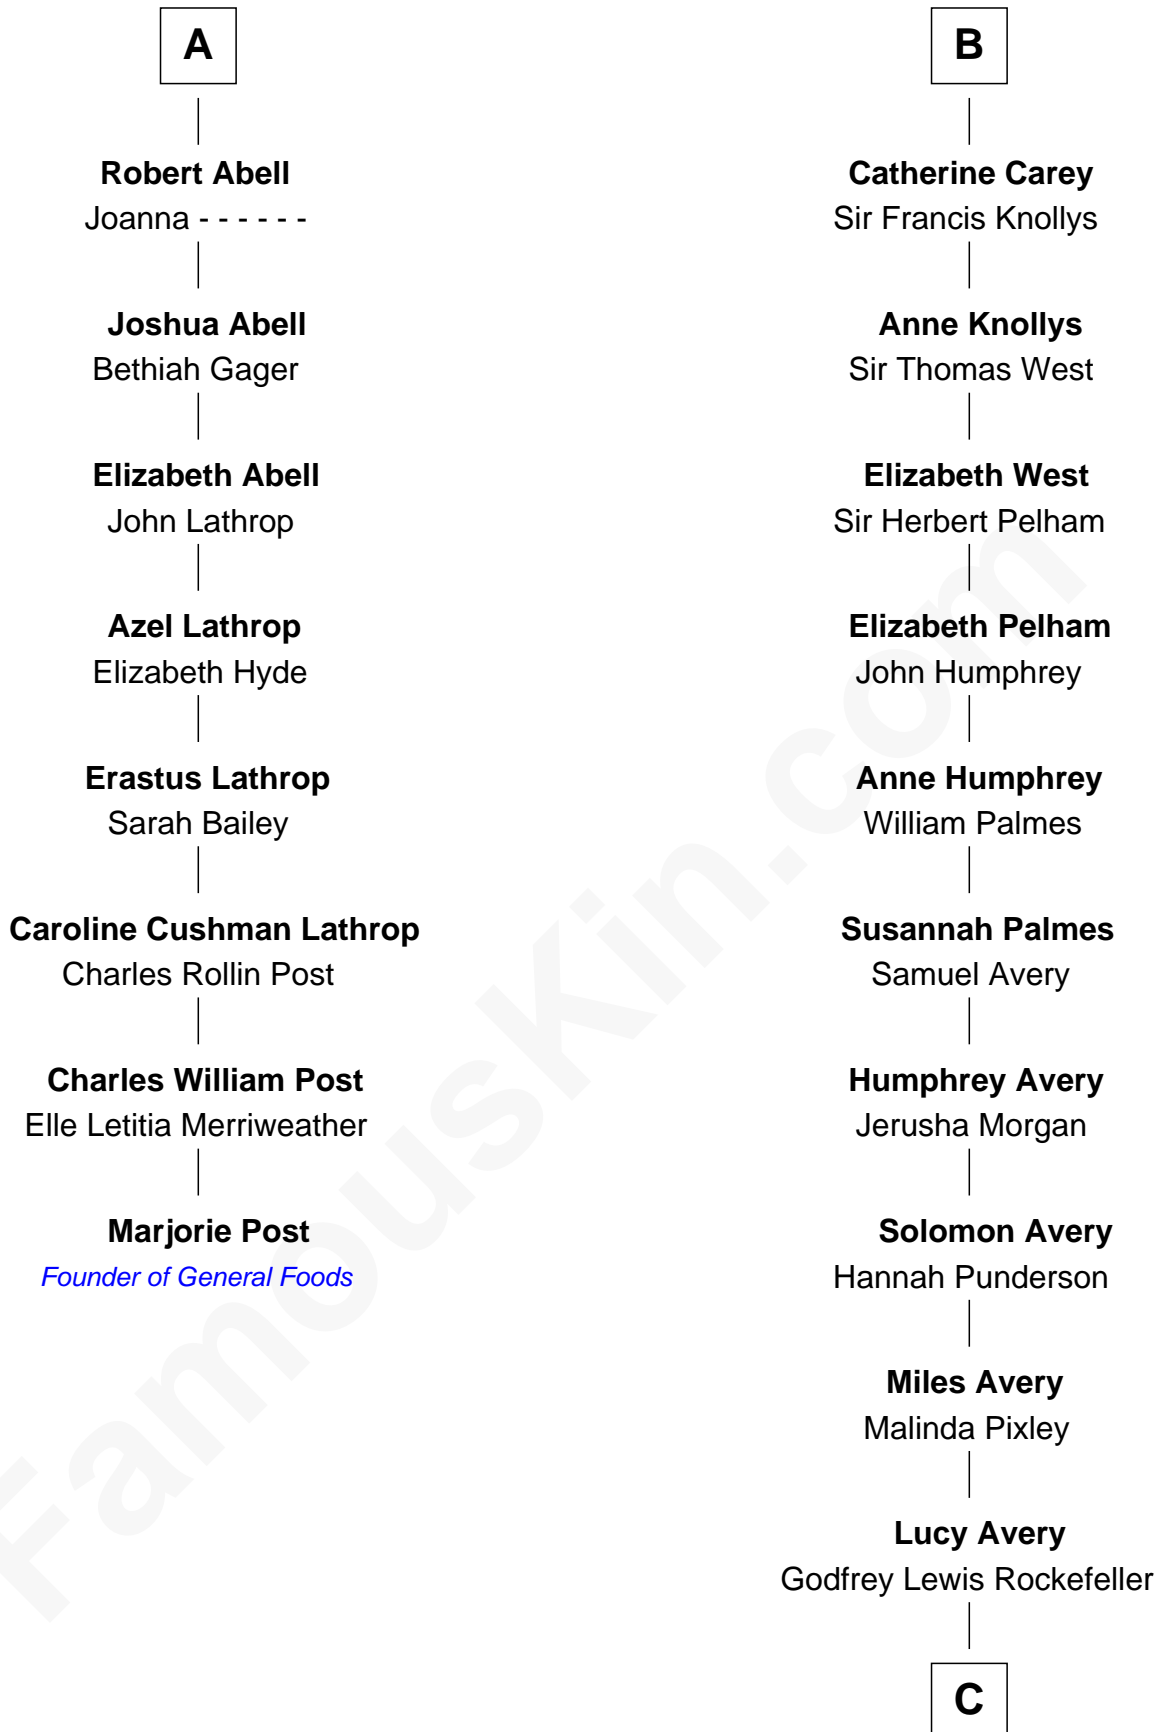 A
Robert Abell
Joanna - - - - - -
Joshua Abell
Bethiah Gager
Elizabeth Abell
John Lathrop
Azel Lathrop
Elizabeth Hyde
Erastus Lathrop
Sarah Bailey
Caroline Cushman Lathrop
Charles Rollin Post
Charles William Post
Elle Letitia Merriweather
Marjorie Post
Founder of General Foods
B
Catherine Carey
Sir Francis Knollys
Anne Knollys
Sir Thomas West
Elizabeth West
Sir Herbert Pelham
Elizabeth Pelham
John Humphrey
Anne Humphrey
William Palmes
Susannah Palmes
Samuel Avery
Humphrey Avery
Jerusha Morgan
Solomon Avery
Hannah Punderson
Miles Avery
Malinda Pixley
Lucy Avery
Godfrey Lewis Rockefeller
C
FamousKin.com